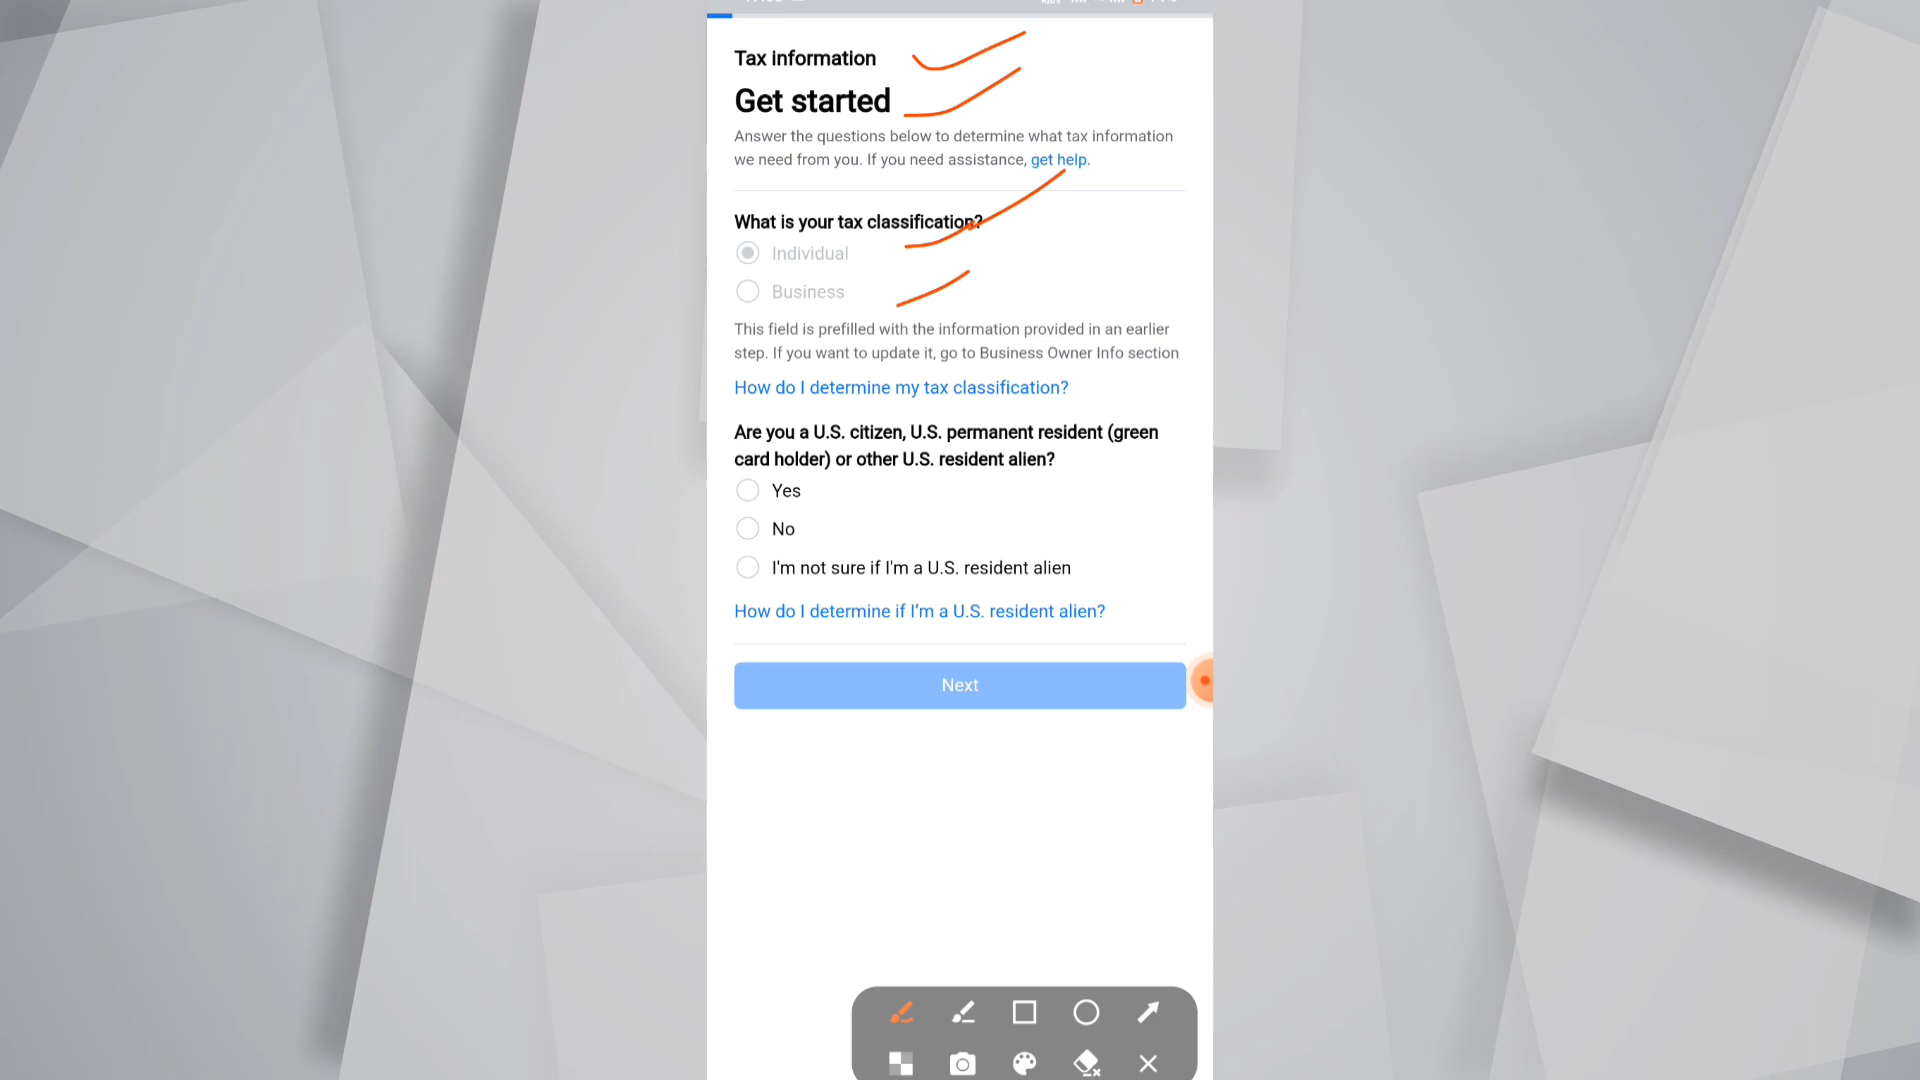 Tax information
Get started
Answer the questions below to determine what tax information
we need from you. If you need assistance, get help.
What is your tax classification?
Individual
Business
This field is prefilled with the information provided in an earlier
step. If you want to update it, go to Business Owner Info section
How do I determine my tax classification?
Are you a U.S. citizen, U.S. permanent resident (green
card holder) or other U.S. resident alien?
Yes
No
I'm not sure if I'm a U.S. resident alien
How do I determine if I’m a U.S. resident alien?
Next